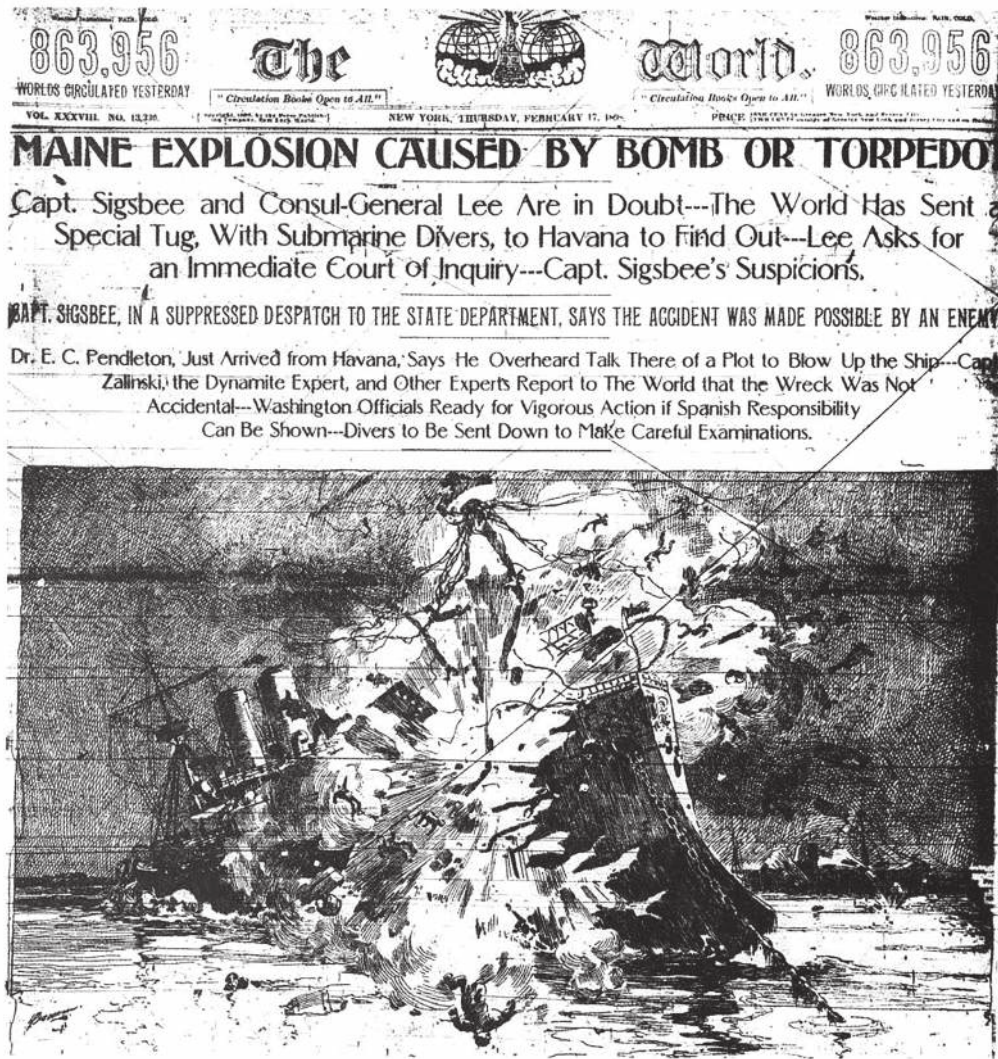 863,956
WORLDS CIRCULATED YESTERDAY
The World.
"Circulation Books Open to All."
"Circulation Books Open to All."
863,956
WORLDS CIRCULATED YESTERDAY
VOL. XXXVIII. NO.
NEW YORK, THURSDAY, FEBRUARY 17, 189
PRICE
MAINE EXPLOSION CAUSED BY BOMB OR TORPEDO
Capt. Sigsbee and Consul-General Lee Are in Doubt---The World Has Sent a
Special Tug, With Submarine Divers, to Havana to Find Out---Lee Asks for
an Immediate Court of Inquiry---Capt. Sigsbee's Suspicions.
CAPT. SIGSBEE, IN A SUPPRESSED DESPATCH TO THE STATE DEPARTMENT, SAYS THE ACCIDENT WAS MADE POSSIBLE BY AN ENEMY
Dr. E. C. Pendleton, Just Arrived from Havana, Says He Overheard Talk There of a Plot to Blow Up the Ship---Capt
Zalinski, the Dynamite Expert, and Other Experts Report to The World that the Wreck Was Not
Accidental---Washington Officials Ready for Vigorous Action if Spanish Responsibility
Can Be Shown---Divers to Be Sent Down to Make Careful Examinations.